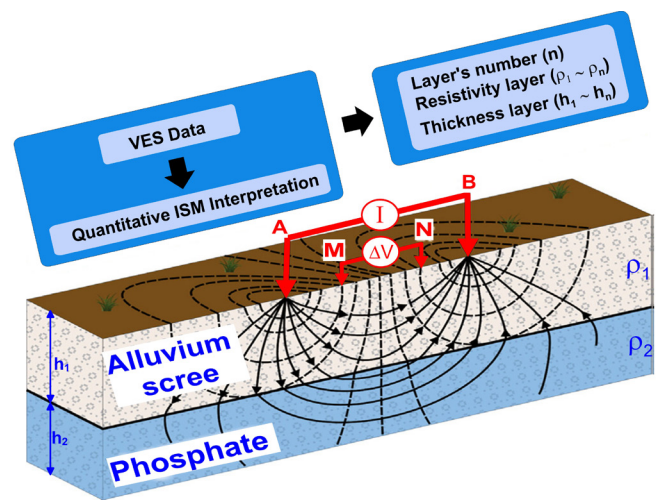 Layer's number (n)
Resistivity layer (ρ₁ ~ ρₙ)
Thickness layer (h₁ ~ hₙ)
VES Data
Quantitative ISM Interpretation
B
A
I
M
N
ΔV
ρ₁
ρ₂
h₁
h₂
Alluvium
scree
Phosphate